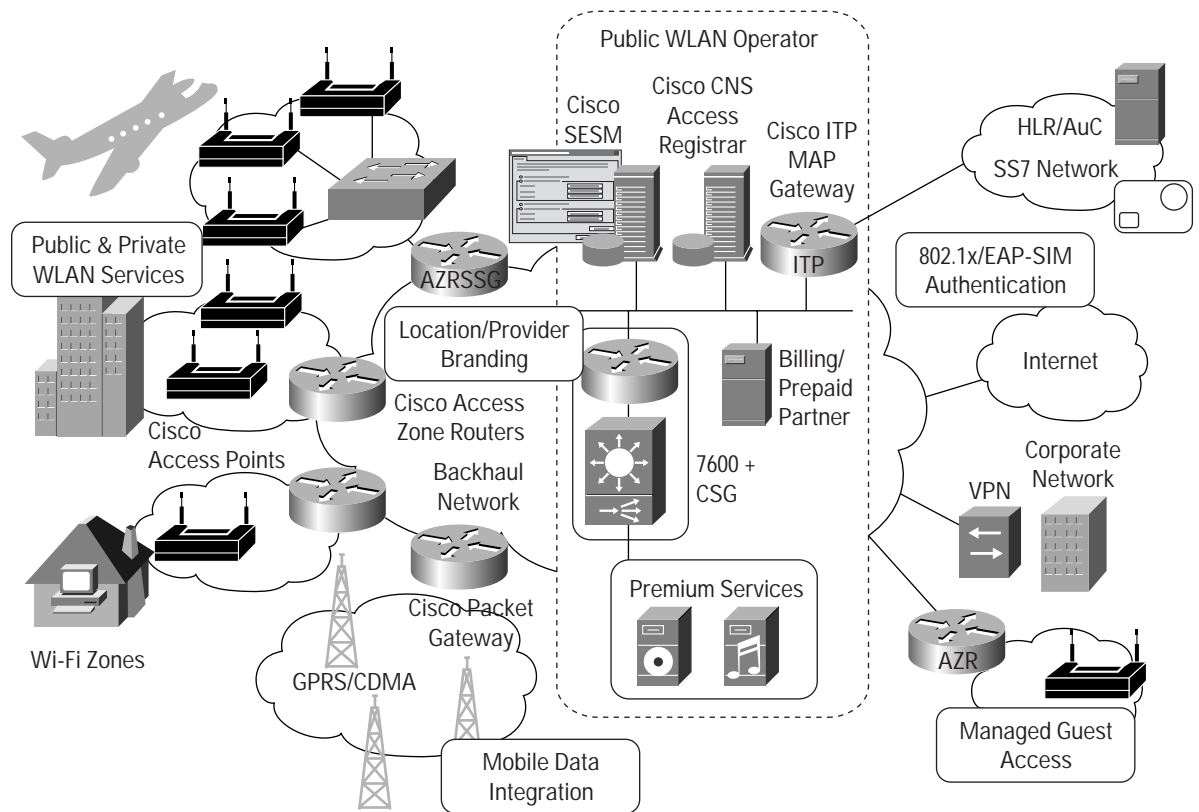 Public WLAN Operator
Cisco
SESM
Cisco CNS
Access
Registrar
Cisco ITP
MAP
Gateway
HLR/AuC
SS7 Network
Public & Private
WLAN Services
AZRSSG
ITP
802.1x/EAP-SIM
Authentication
Location/Provider
Branding
Billing/
Prepaid
Partner
Internet
Cisco Access
Zone Routers
Cisco
Access Points
Backhaul
Network
7600 +
CSG
Corporate
Network
VPN
Cisco Packet
Gateway
Premium Services
Wi-Fi Zones
GPRS/CDMA
AZR
Managed Guest
Access
Mobile Data
Integration